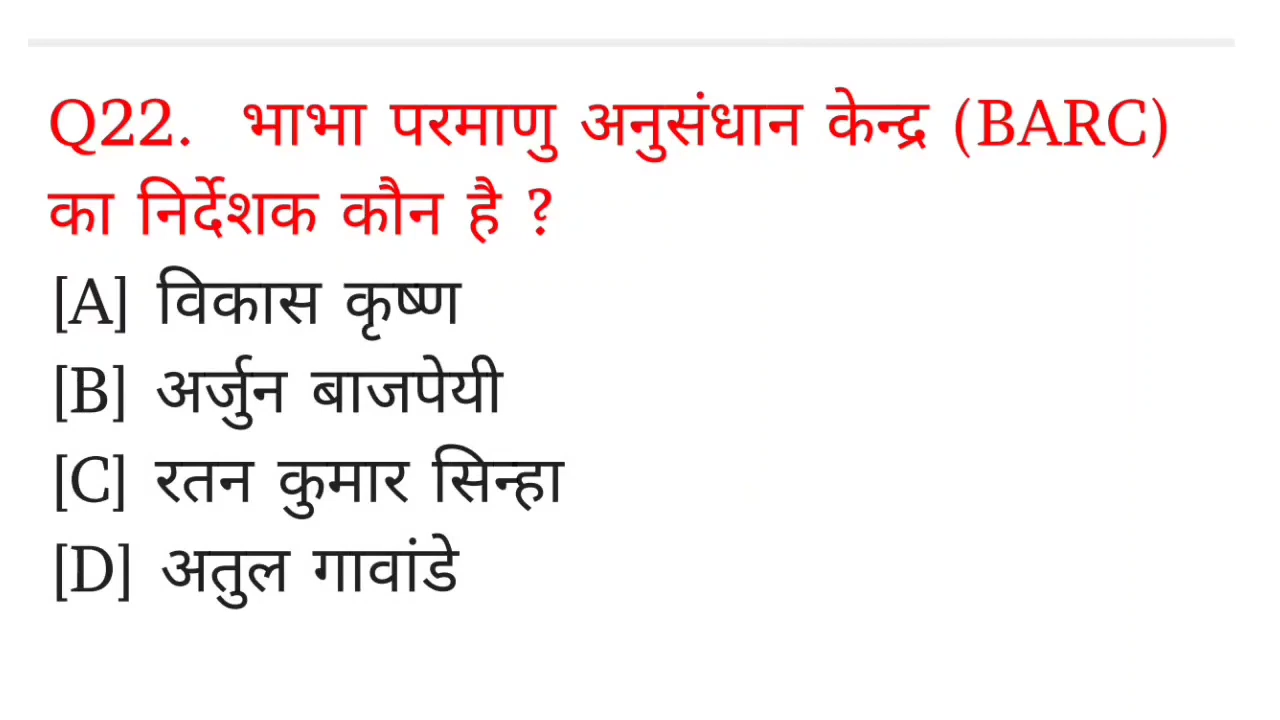 Q22. भाभा परमाणु अनुसंधान केन्द्र (BARC)
का निर्देशक कौन है ?
[A] विकास कृष्ण
[B] अर्जुन बाजपेयी
[C] रतन कुमार सिन्हा
[D] अतुल गावांडे